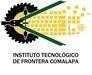 INSTITUTO TECNOLÓGICO
DE FRONTERA COMALAPA